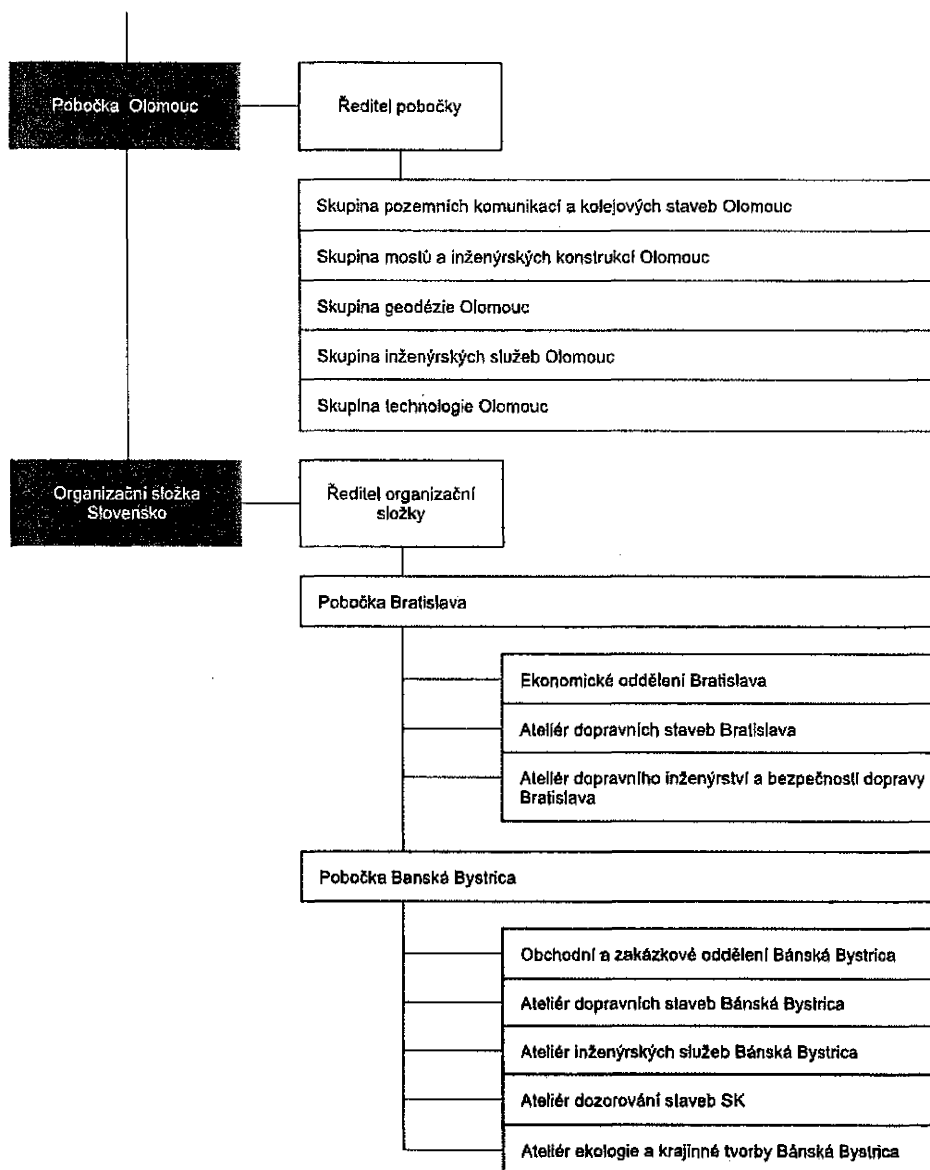 Pobočka Olomouc
Ředitel pobočky
Skupina pozemních komunikací a kolejových staveb Olomouc
Skupina mostů a inženýrských konstrukcí Olomouc
Skupina geodézie Olomouc
Skupina inženýrských služeb Olomouc
Skupina technologie Olomouc
Organizační složka
Slovensko
Ředitel organizační
složky
Pobočka Bratislava
Ekonomické oddělení Bratislava
Ateliér dopravních staveb Bratislava
Ateliér dopravního inženýrství a bezpečnosti dopravy
Bratislava
Pobočka Banská Bystrica
Obchodní a zakázkové oddělení Bánská Bystrica
Ateliér dopravních staveb Bánská Bystrica
Ateliér inženýrských služeb Bánská Bystrica
Ateliér dozorování staveb SK
Ateliér ekologie a krajinné tvorby Bánská Bystrica